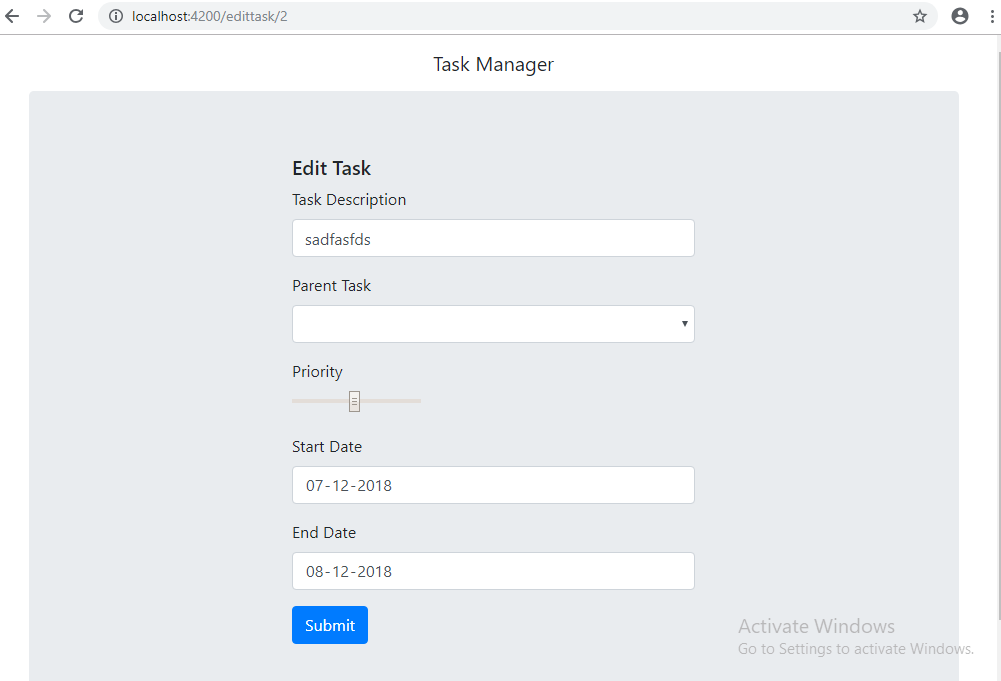 localhost:4200/edittask/2
Task Manager
Edit Task
Task Description
sadfasfds
Parent Task
Priority
Start Date
07-12-2018
End Date
08-12-2018
Submit
Activate Windows
Go to Settings to activate Windows.